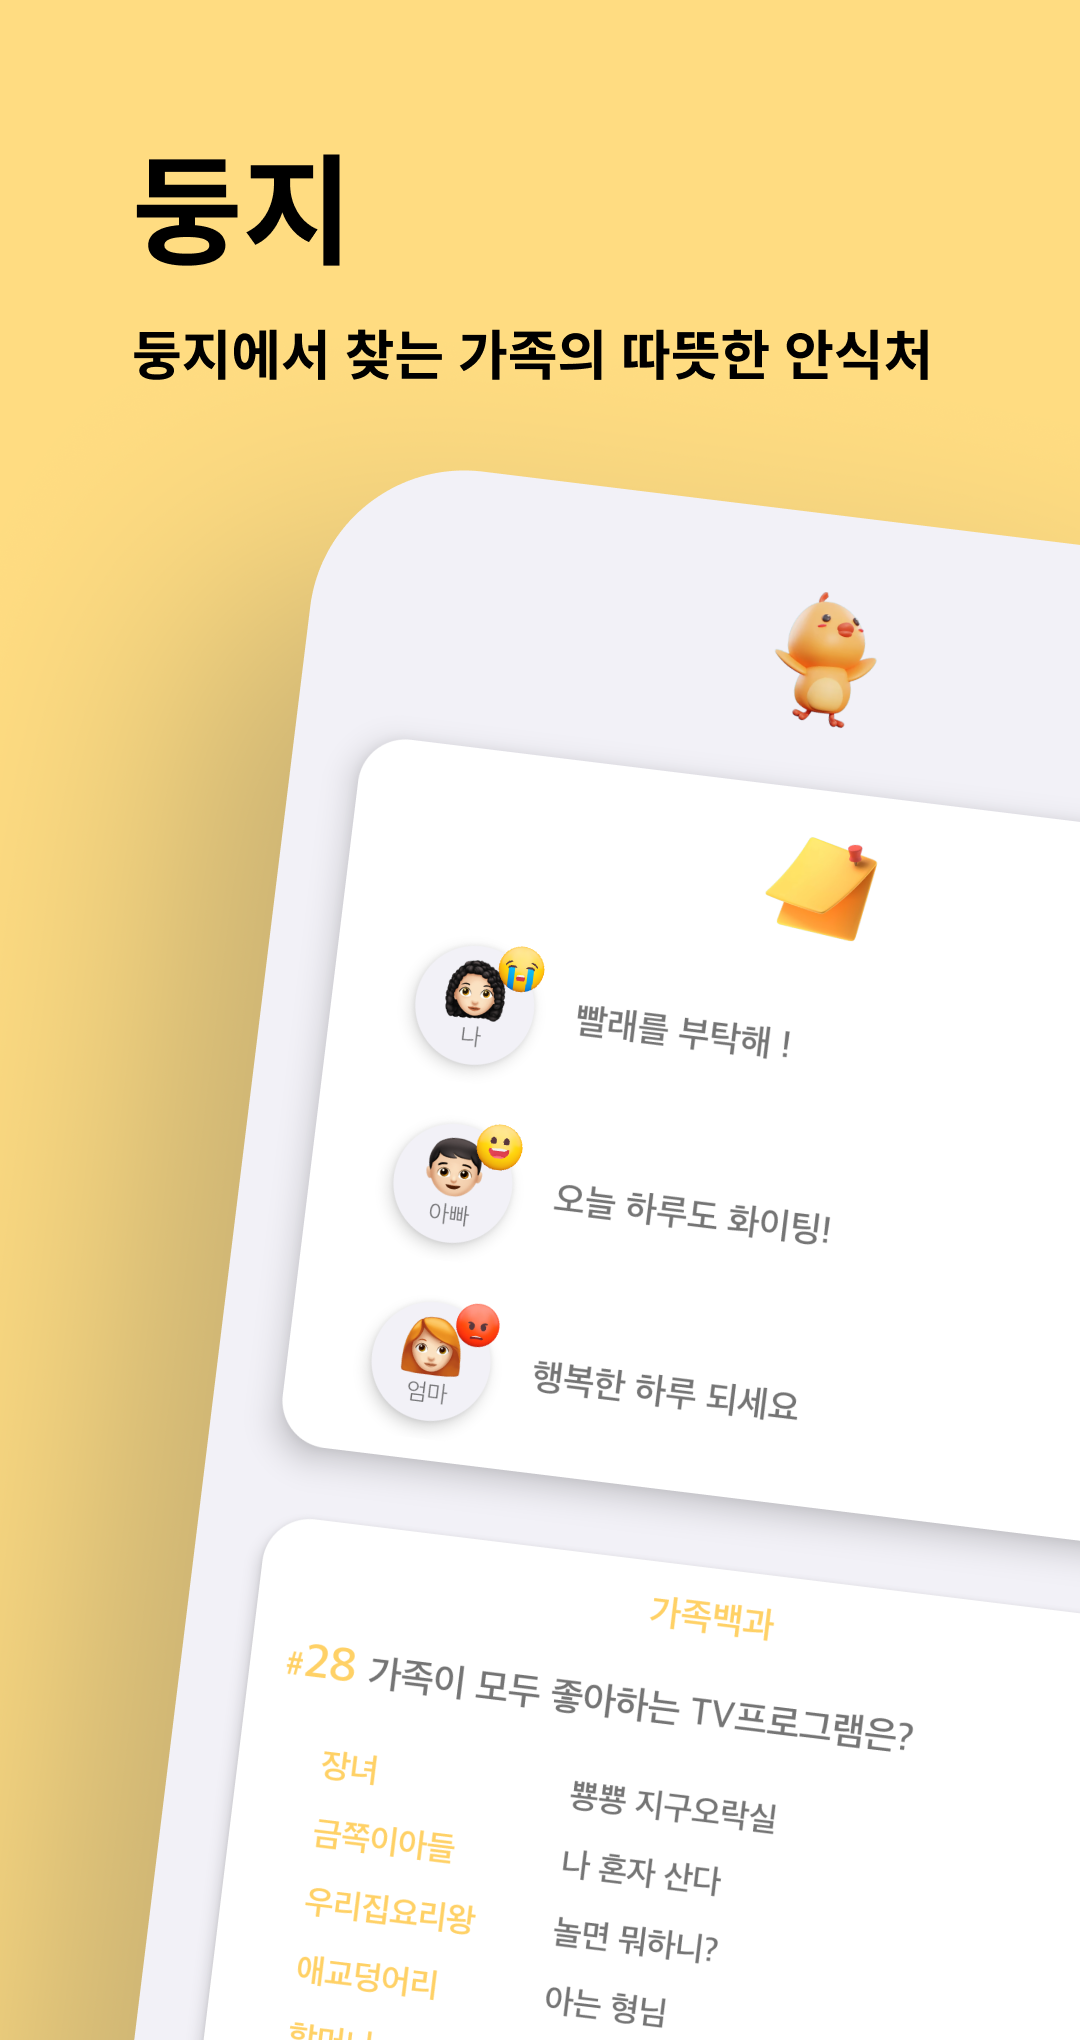 둥지
둥지에서 찾는 가족의 따뜻한 안식처
나
빨래를 부탁해 !
아빠
오늘 하루도 화이팅!
엄마
행복한 하루 되세요
가족백과
#28 가족이 모두 좋아하는 TV프로그램은?
장녀 뿅뿅 지구오락실
금쪽이아들 나 혼자 산다
우리집요리왕 놀면 뭐하니?
애교덩어리 아는 형님